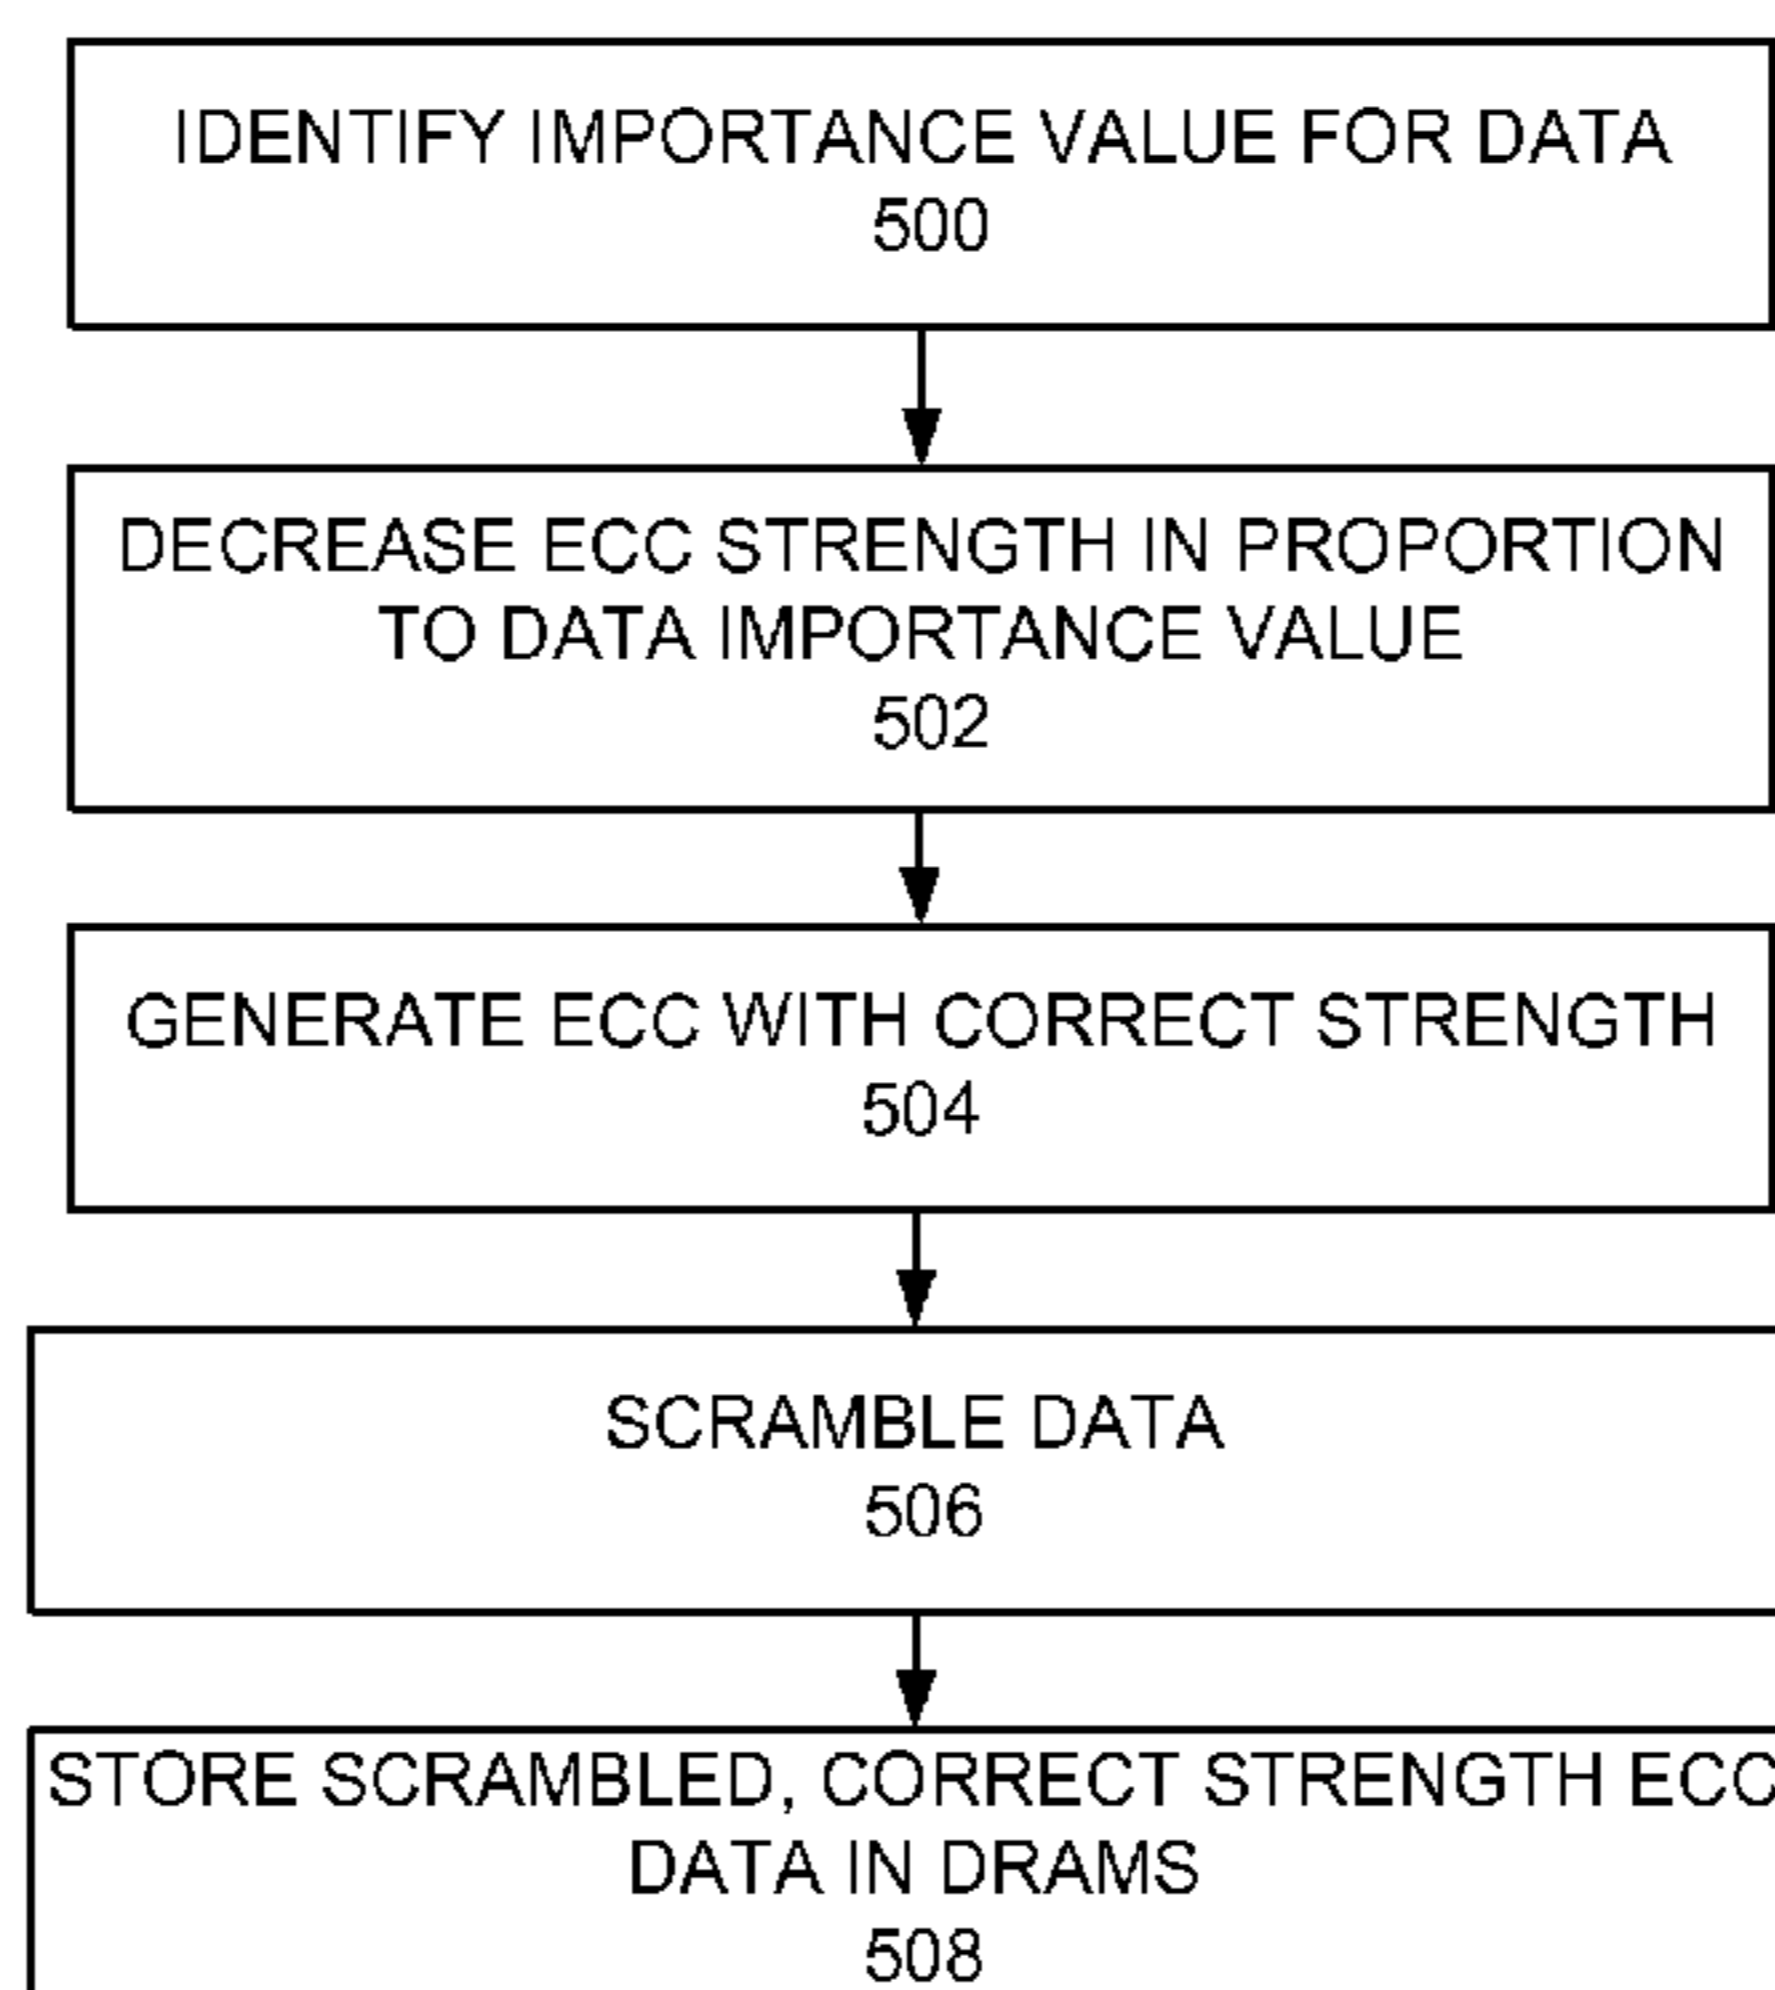 IDENTIFY IMPORTANCE VALUE FOR DATA
500
DECREASE ECC STRENGTH IN PROPORTION
TO DATA IMPORTANCE VALUE
502
GENERATE ECC WITH CORRECT STRENGTH
504
SCRAMBLE DATA
506
STORE SCRAMBLED, CORRECT STRENGTH ECC
DATA IN DRAMS
508